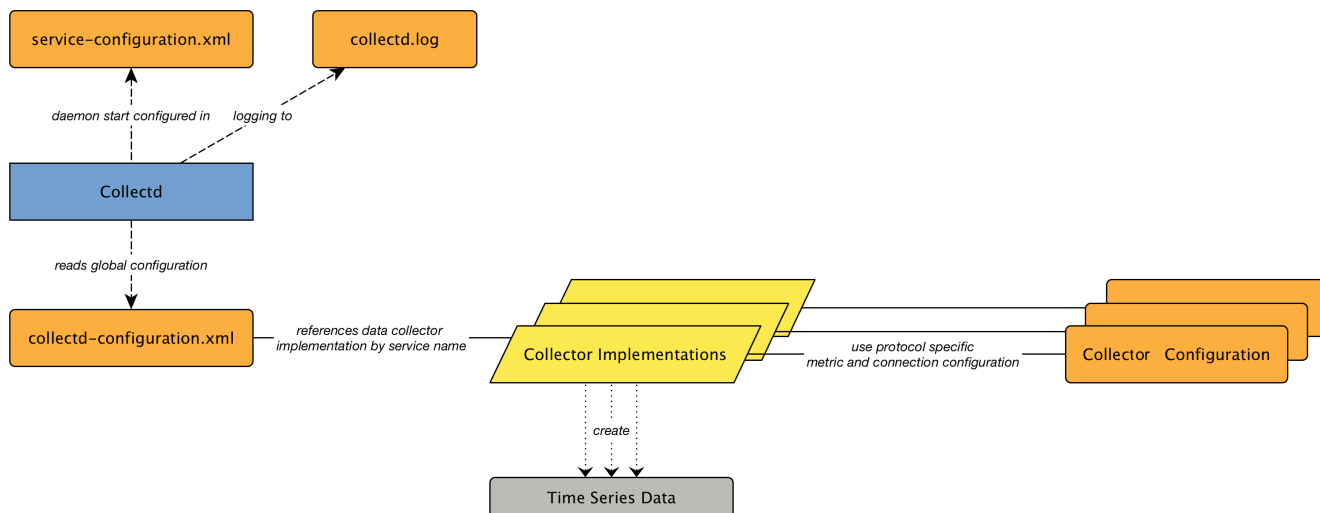 service-configuration.xml
collectd.log
daemon start configured in
logging to
Collectd
reads global configuration
collectd-configuration.xml
references data collector
implementation by service name
Collector Implementations
use protocol specific
metric and connection configuration
Collector Configuration
create
Time Series Data